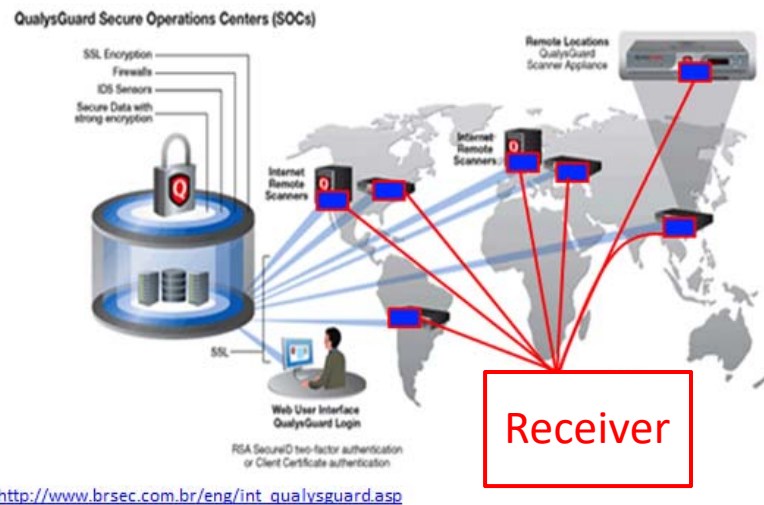 QualysGuard Secure Operations Centers (SOCs)
SSL Encryption
Firewalls
IDS Sensors
Secure Data with
strong encryption
Q
Internet
Remote
Scanners
Q
Internet
Remote
Scanners
Q
Remote Locations
QualysGuard
Scanner Appliance
SSL
Web User Interface
QualysGuard Login
RSA SecureID two-factor authentication
or Client Certificate authentication
Receiver
http://www.brsec.com.br/eng/int_qualysguard.asp